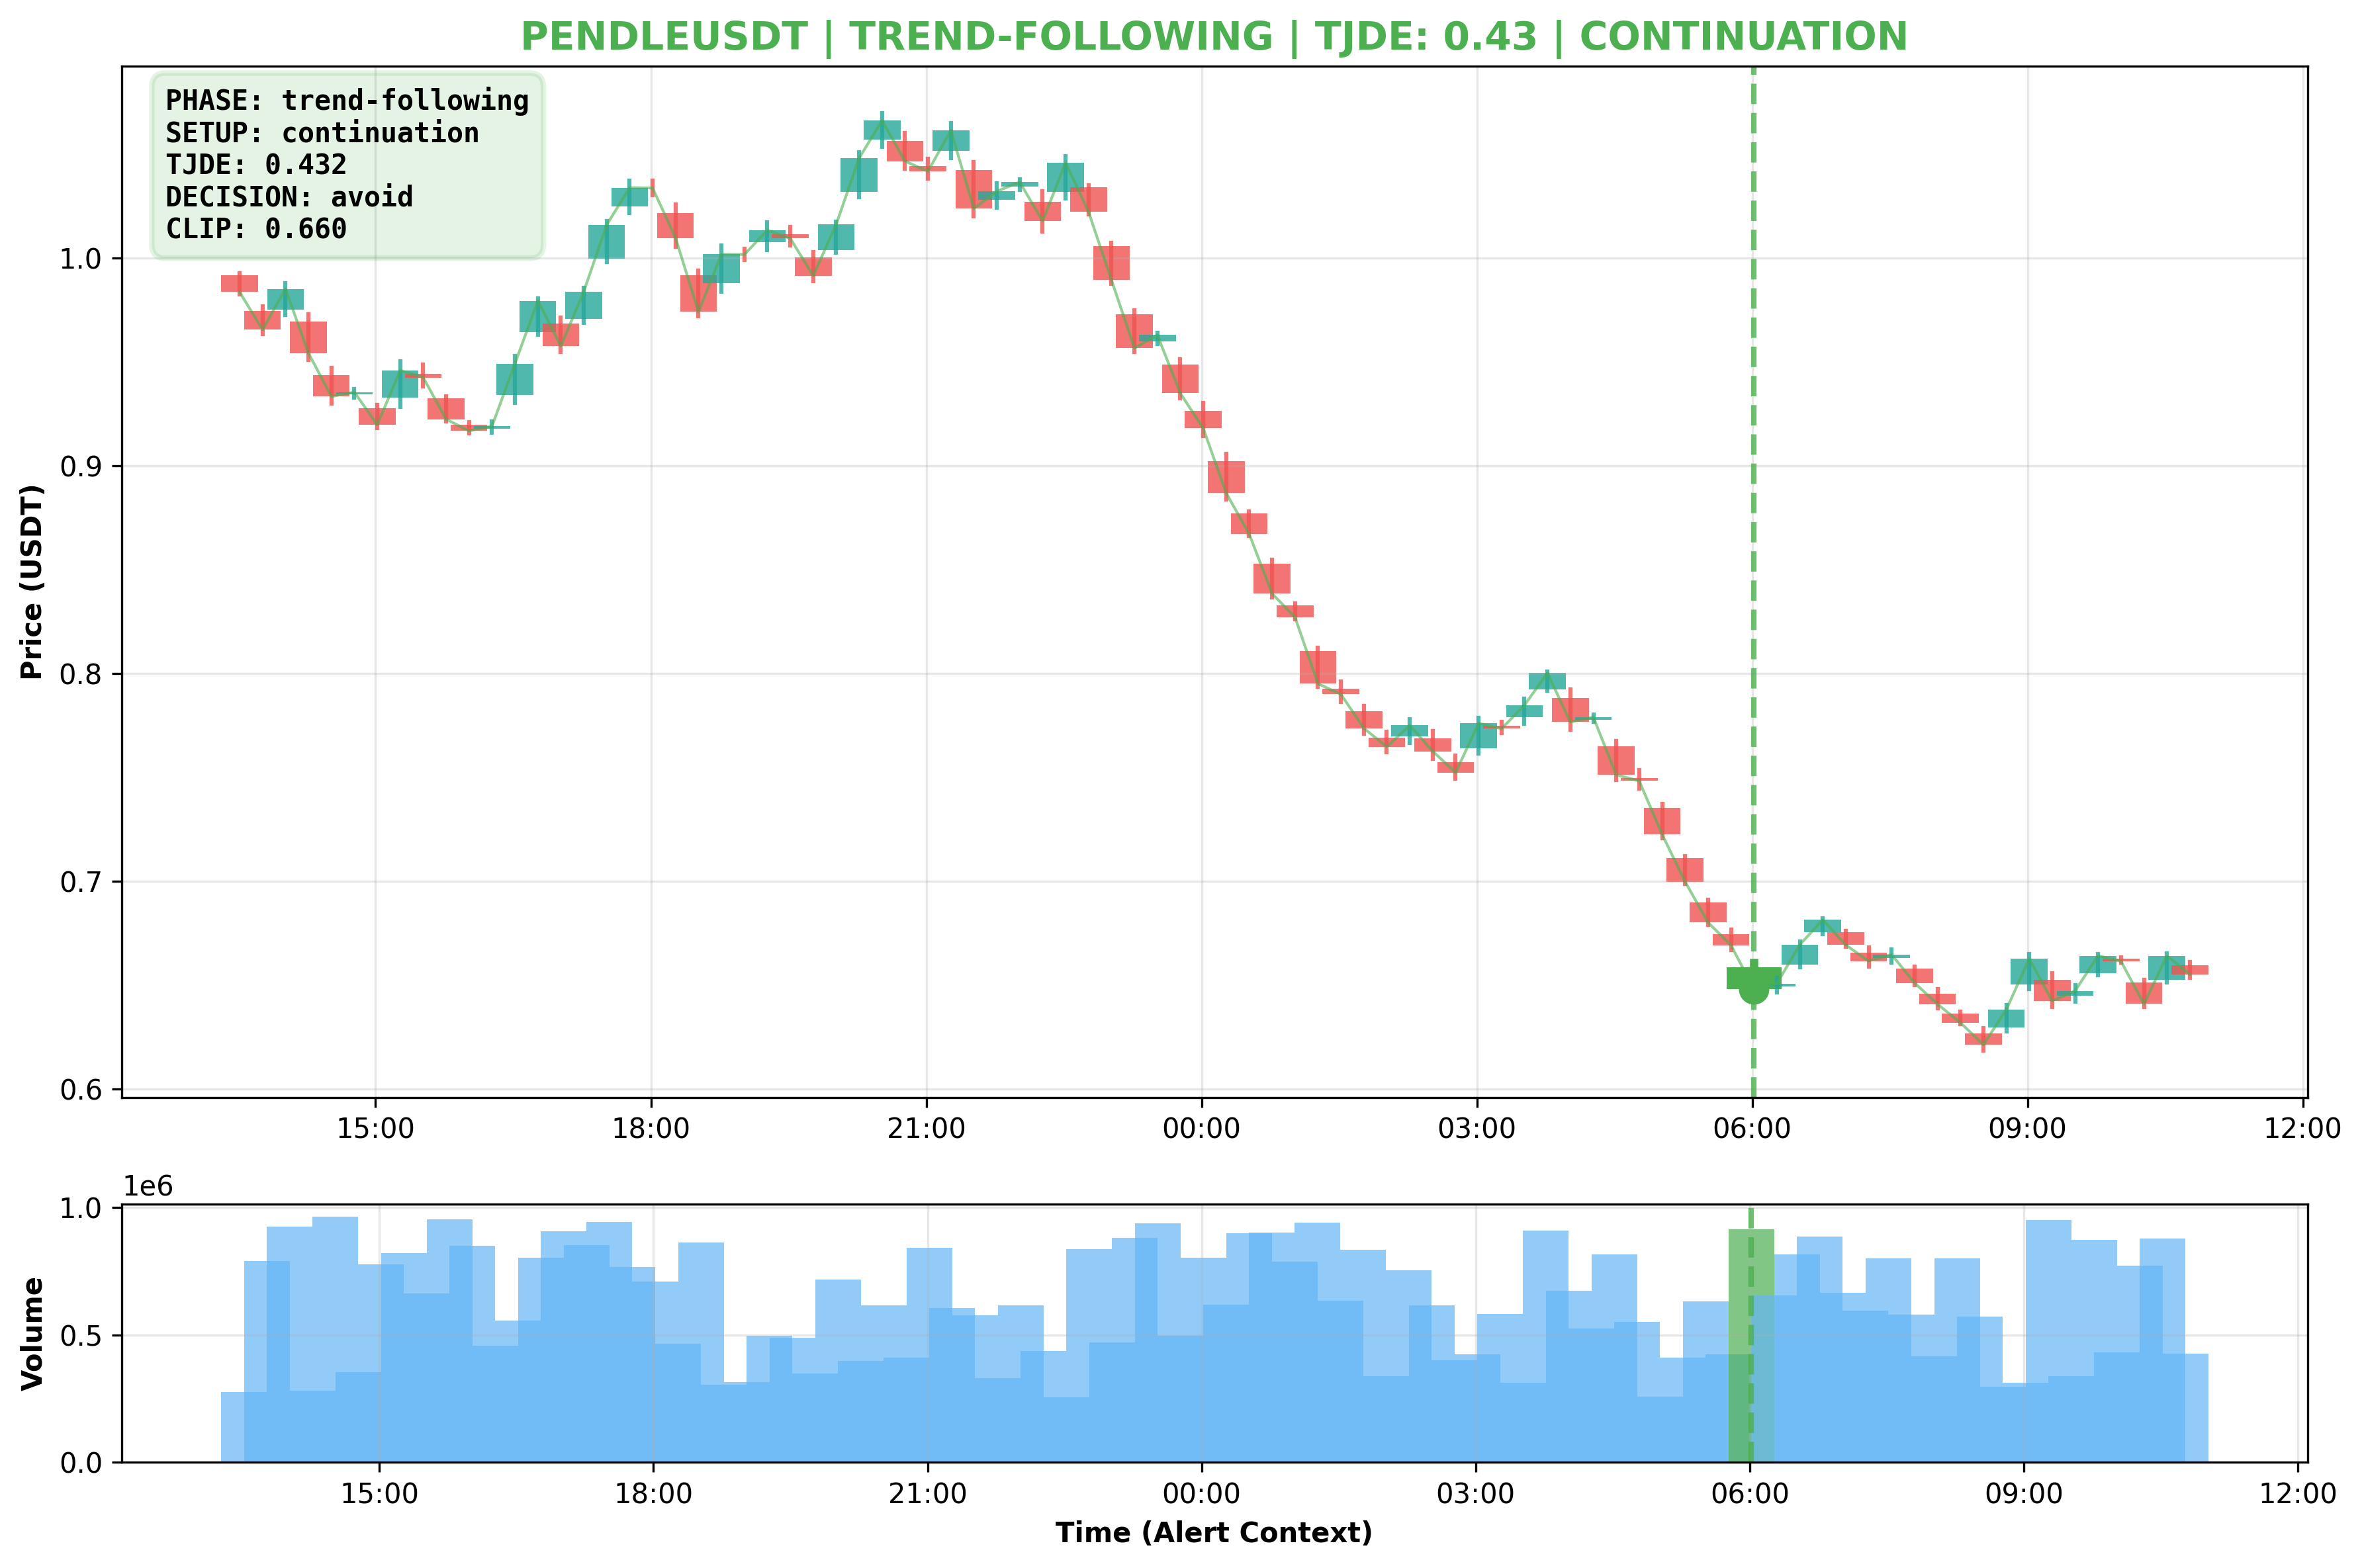 PENDLEUSDT | TREND-FOLLOWING | TJDE: 0.43 | CONTINUATION
PHASE: trend-following
SETUP: continuation
TJDE: 0.432
DECISION: avoid
CLIP: 0.660
Price (USDT)
1.0
0.9
0.8
0.7
0.6
15:00 18:00 21:00 00:00 03:00 06:00 09:00 12:00
1e6
Volume
1.0
0.5
0.0
15:00 18:00 21:00 00:00 03:00 06:00 09:00 12:00
Time (Alert Context)